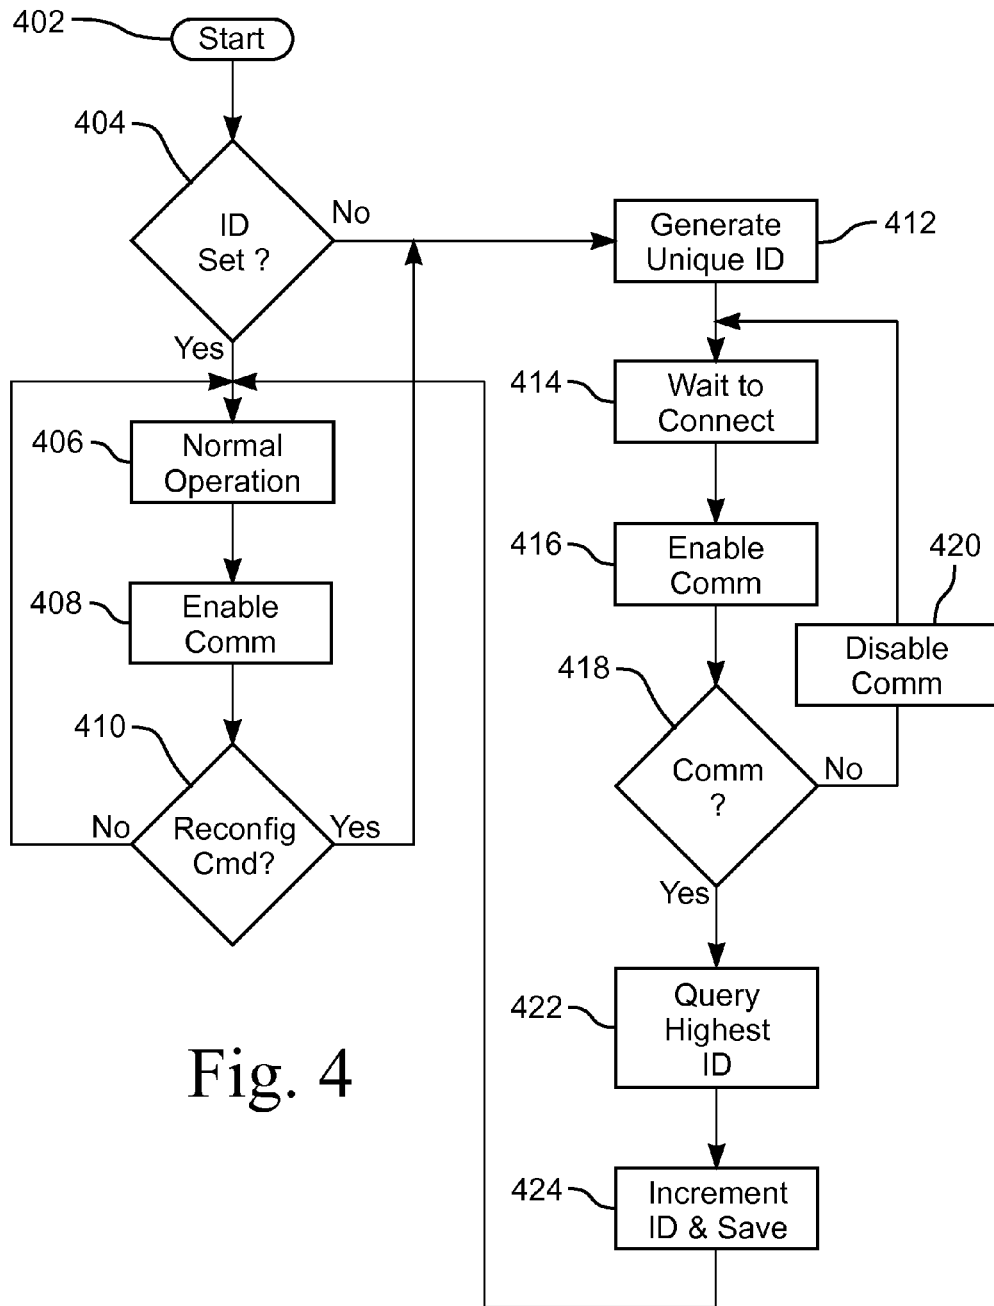 402
Start
404
ID
Set ?
No
Yes
Generate
Unique ID
412
414
Wait to
Connect
406
Normal
Operation
416
Enable
Comm
420
Disable
Comm
408
Enable
Comm
418
Comm
?
No
Yes
410
Reconfig
Cmd?
No
Yes
422
Query
Highest
ID
Fig. 4
424
Increment
ID & Save